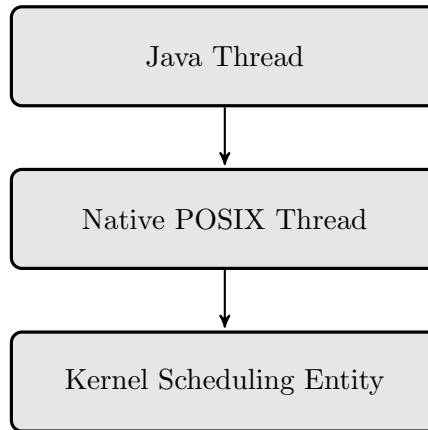 Java Thread
Native POSIX Thread
Kernel Scheduling Entity